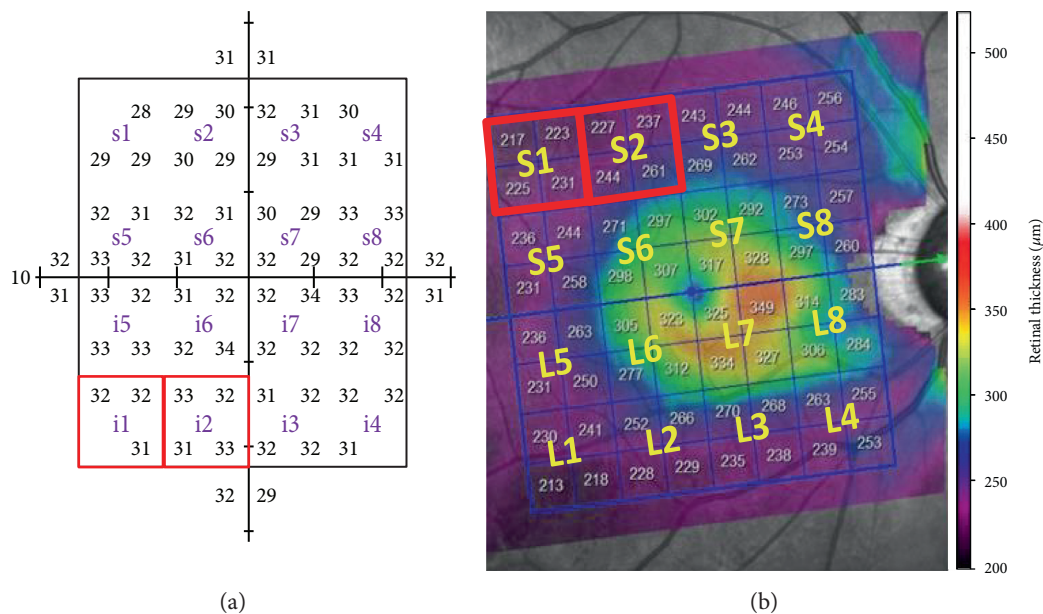 31 31
28 29 30 32 31 30
s1 s2 s3 s4
29 29 30 29 29 31 31 31
32 31 32 31 30 29 33 33
s5 s6 s7 s8
32 33 32 31 32 32 29 32 32 32
10
31 33 32 31 32 32 34 33 32 31
i5 i6 i7 i8
33 33 32 34 32 32 32 32
32 32 33 32 31 32 32 32
i1 i2 i3 i4
31 31 33 32 32 31
32 29
(a)
217 223 227 237 243 244 246 256
S1 S2 S3 S4
225 231 244 261 269 262 253 254
236 244 271 297 302 292 273 257
S5 S6 S7 S8
231 258 298 307 317 328 297 260
236 263 305 323 325 349 314 283
L5 L6 L7 L8
231 250 277 312 334 327 306 284
230 241 252 266 270 268 263 255
L1 L2 L3 L4
213 218 228 229 235 238 239 253
(b)
500
450
400
350
300
250
200
Retinal thickness (μm)